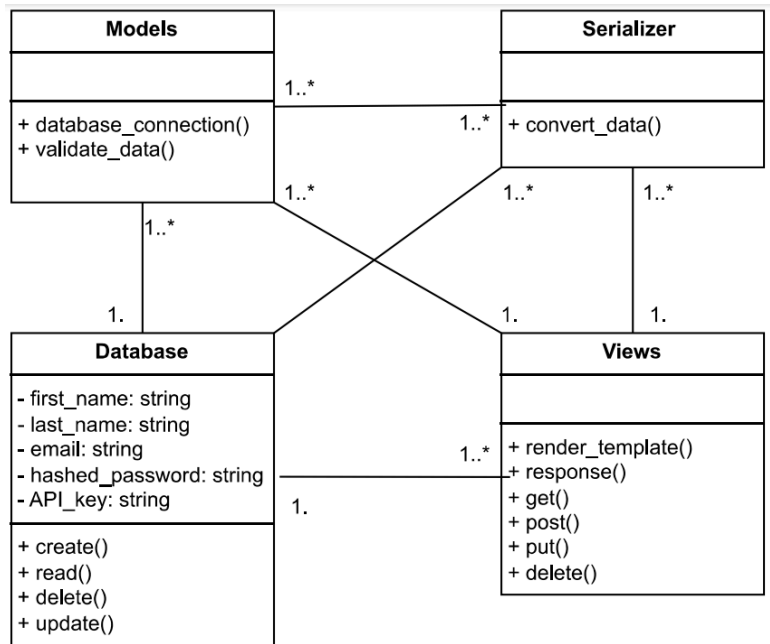 Models
+ database_connection()
+ validate_data()
Serializer
+ convert_data()
1..*
1..*
1..*
1..*
1..*
1..*
1.
1.
1.
Database
- first_name: string
- last_name: string
- email: string
- hashed_password: string
- API_key: string
+ create()
+ read()
+ delete()
+ update()
1..*
1.
Views
+ render_template()
+ response()
+ get()
+ post()
+ put()
+ delete()